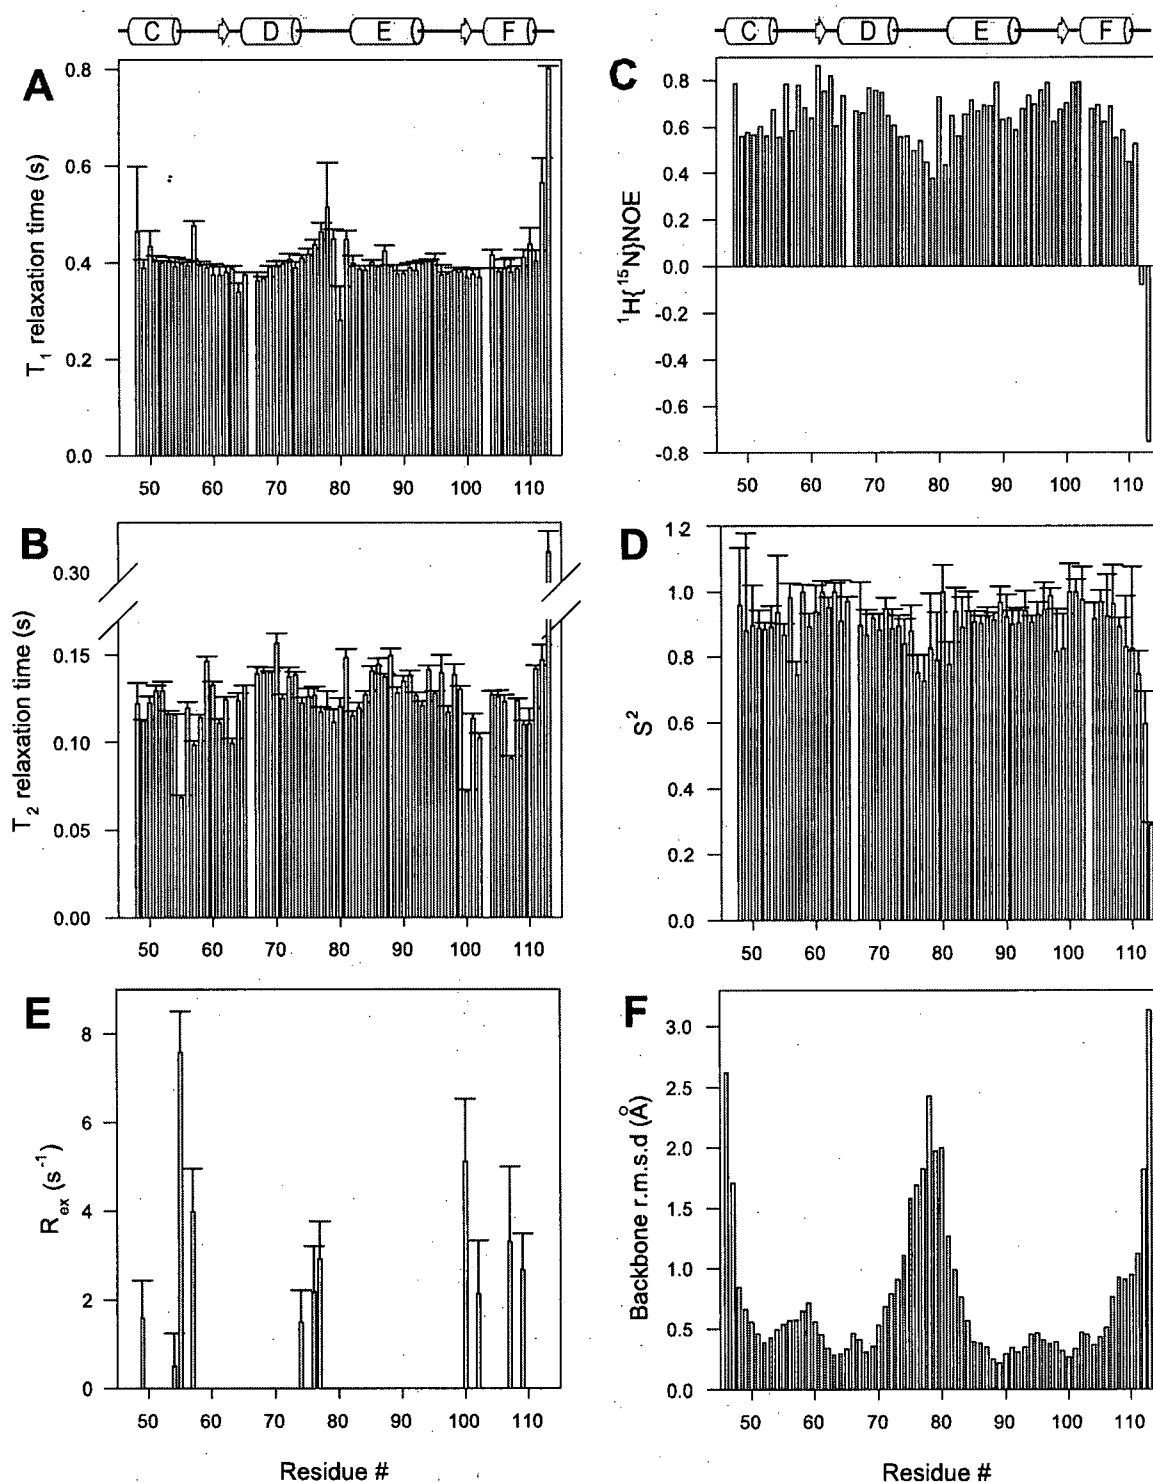 C D E F
C D E F
A
T1 relaxation time (s)
0.8
0.6
0.4
0.2
0.0
50 60 70 80 90 100 110
C
1H{15N}NOE
0.8
0.6
0.4
0.2
0.0
-0.2
-0.4
-0.6
-0.8
50 60 70 80 90 100 110
B
T2 relaxation time (s)
0.30
0.15
0.10
0.05
0.00
50 60 70 80 90 100 110
D
S2
1.2
1.0
0.8
0.6
0.4
0.2
0.0
50 60 70 80 90 100 110
E
Rex (s-1)
8
6
4
2
0
50 60 70 80 90 100 110
Residue #
F
Backbone r.m.s.d (Å)
3.0
2.5
2.0
1.5
1.0
0.5
0.0
50 60 70 80 90 100 110
Residue #